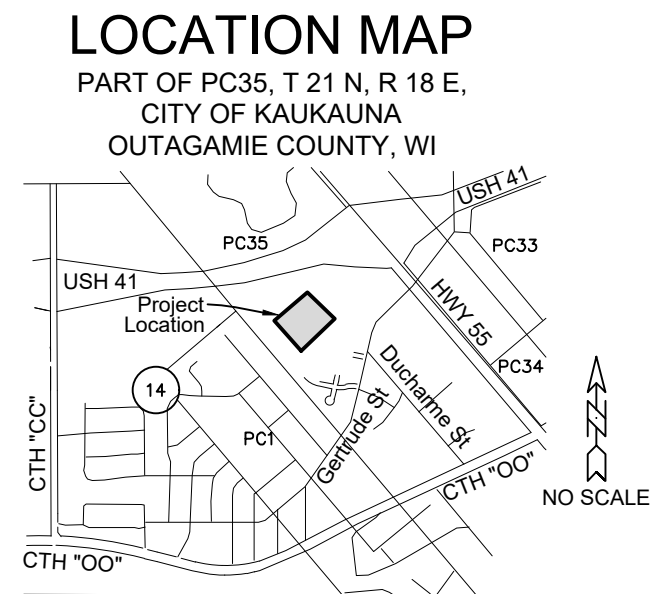 LOCATION MAP
PART OF PC35, T 21 N, R 18 E,
CITY OF KAUKAUNA
OUTAGAMIE COUNTY, WI
USH 41
PC35
PC33
USH 41
Project
Location
HWY 55
PC34
14
Ducharme St
Gertrude St
PC1
CTH "CC"
CTH "OO"
N
NO SCALE
CTH "OO"